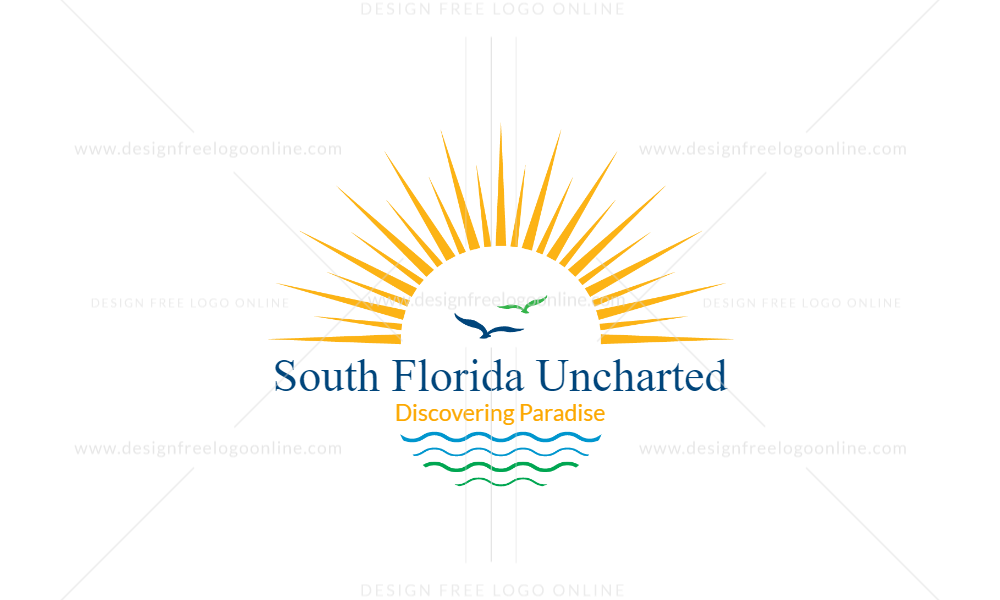 DESIGN FREE LOGO ONLINE
www.designfreelogoonline.com www.designfreelogoonline.com
DESIGN FREE LOGO ONLINE www.designfreelogoonline.com DESIGN FREE LOGO ONLINE
South Florida Uncharted
Discovering Paradise
www.designfreelogoonline.com www.designfreelogoonline.com
DESIGN FREE LOGO ONLINE